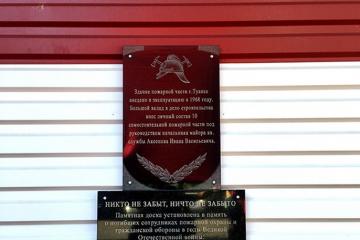 Здание пожарной части г.Туапсе
введено в эксплуатацию в 1968 году.
Большой вклад в дело строительства
внес личный состав 10
самостоятельной пожарной части под
руководством начальника майора вн.
службы Аксенова Ивана Васильевича.
НИКТО НЕ ЗАБЫТ, НИЧТО НЕ ЗАБЫТО
Памятная доска установлена в память
о погибших сотрудниках пожарной охраны и
гражданской обороны в годы Великой
Отечественной войны: